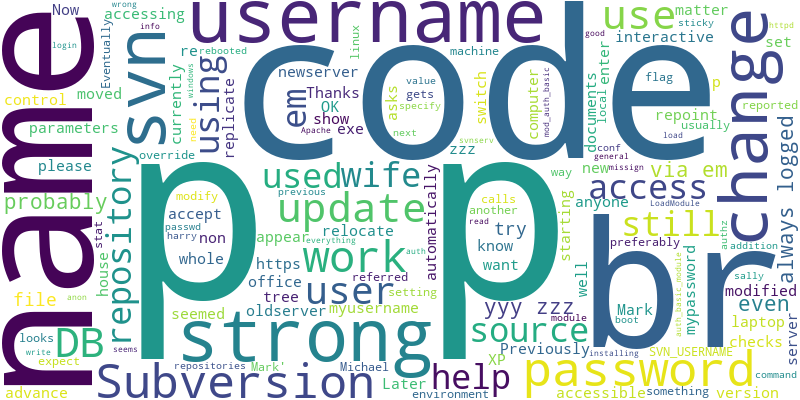 name
code
p
p
br
strong
username
svn
Subversion
password
change
work
update
user
source
help
repository
using
used
wife
em
DB
use
access
still
via em
always logged
even
accessing
Now
Eventually
control
moved
parameters
please
probably
file
house
stat
looks
write
expect
advance
login
info
wrong
rebooted
re
currently
override
linux
newserver
Thanks
OK
show
exe
replicate
asks
next
gets
value
Apache
specify
switch
computer
mod_auth_basic
machine
interactive
matter
sticky
enter
flag
local
documents
p
repoint
usually
set
httpd
good
reported
load
windows
need
previous
relocate
appear
automatically
svnserv
zzz
calls
another
read
try
know
want
new
anyone
way
starting
conf
general
missign
LoadModule
preferably
modify
accept
passwd
harry
non
whole
https
office
tree
referred
everything
setting
auth
oldserver
myusername
seemed
yyy zzz
Previously
module
XP
well
addition
sally
authz
modified
auth_basic_module
mypassword
Mark
boot
laptop
checks
server
SVN_USERNAME
accessible
something
version
installing
command
environment
Michael
Later
Mark'
repositories
seems
anon